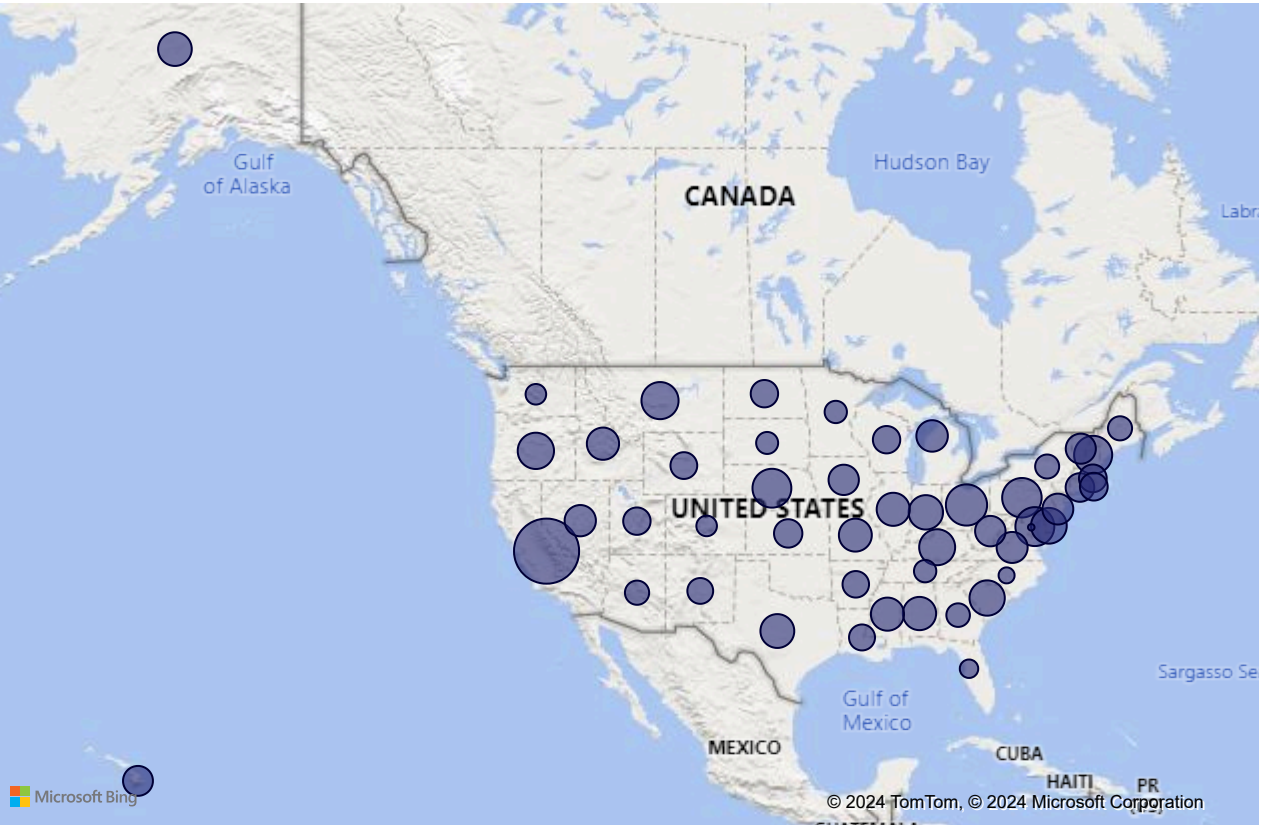 Gulf
of Alaska
Hudson Bay
CANADA
Labr
UNITED STATES
Sargasso Se
Gulf of
Mexico
MEXICO
CUBA
HAITI
PR
Microsoft Bing
© 2024 TomTom, © 2024 Microsoft Corporation